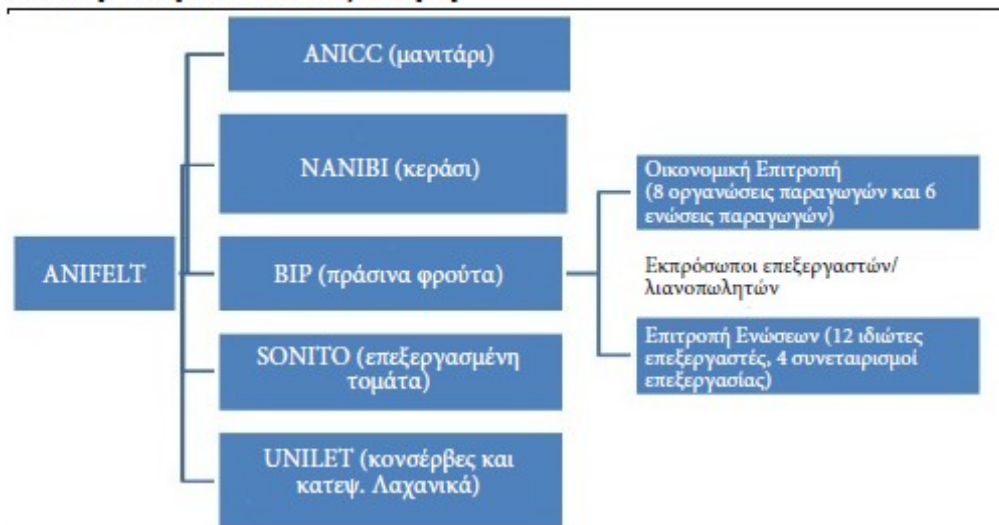 ANICC (μανιτάρι)
NANIBI (κεράσι)
ANIFELT
BIP (πράσινα φρούτα)
SONITO (επεξεργασμένη
τομάτα)
UNILET (κονσέρβες και
κατεψ. Λαχανικά)
Οικονομική Επιτροπή
(8 οργανώσεις παραγωγών και 6
ενώσεις παραγωγών)
Εκπρόσωποι επεξεργαστών/
λιανοπωλητών
Επιτροπή Ενώσεων (12 ιδιώτες
επεξεργαστές, 4 συνεταιρισμοί
επεξεργασίας)